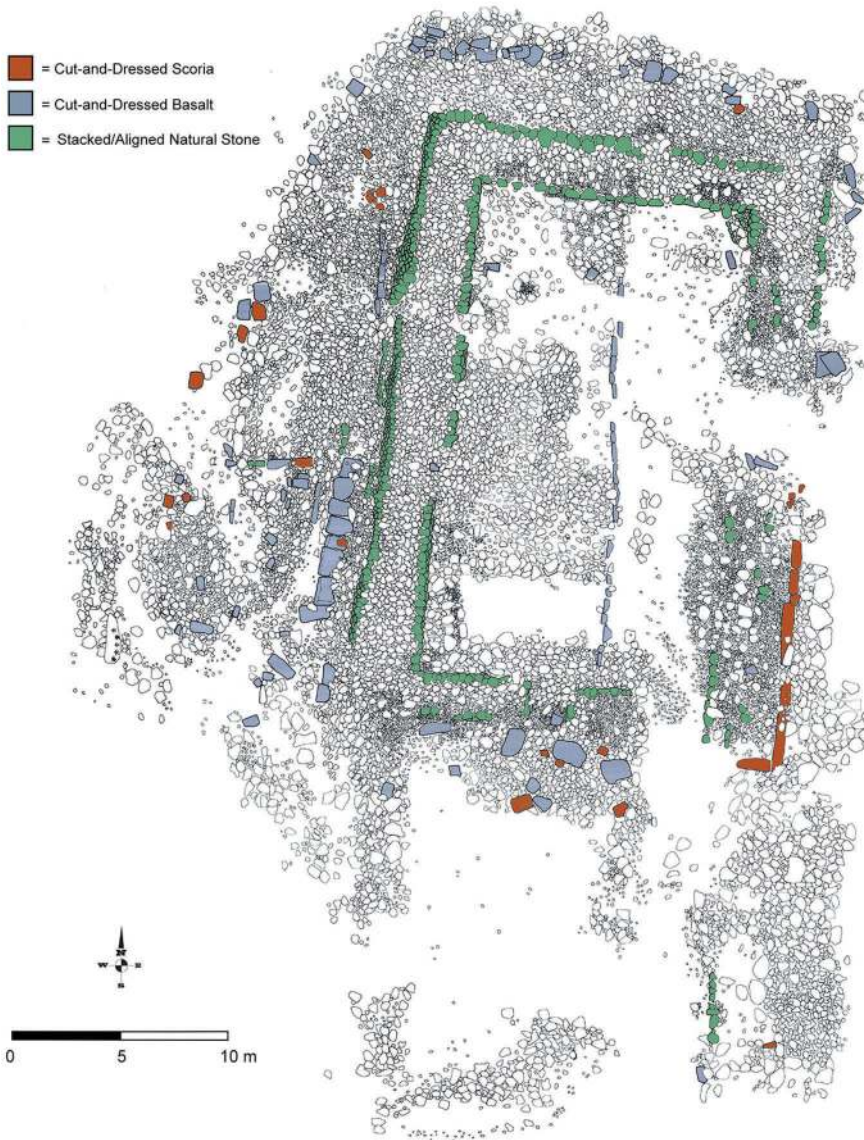 = Cut-and-Dressed Scoria
= Cut-and-Dressed Basalt
= Stacked/Aligned Natural Stone
N
W E
S
0 5 10 m